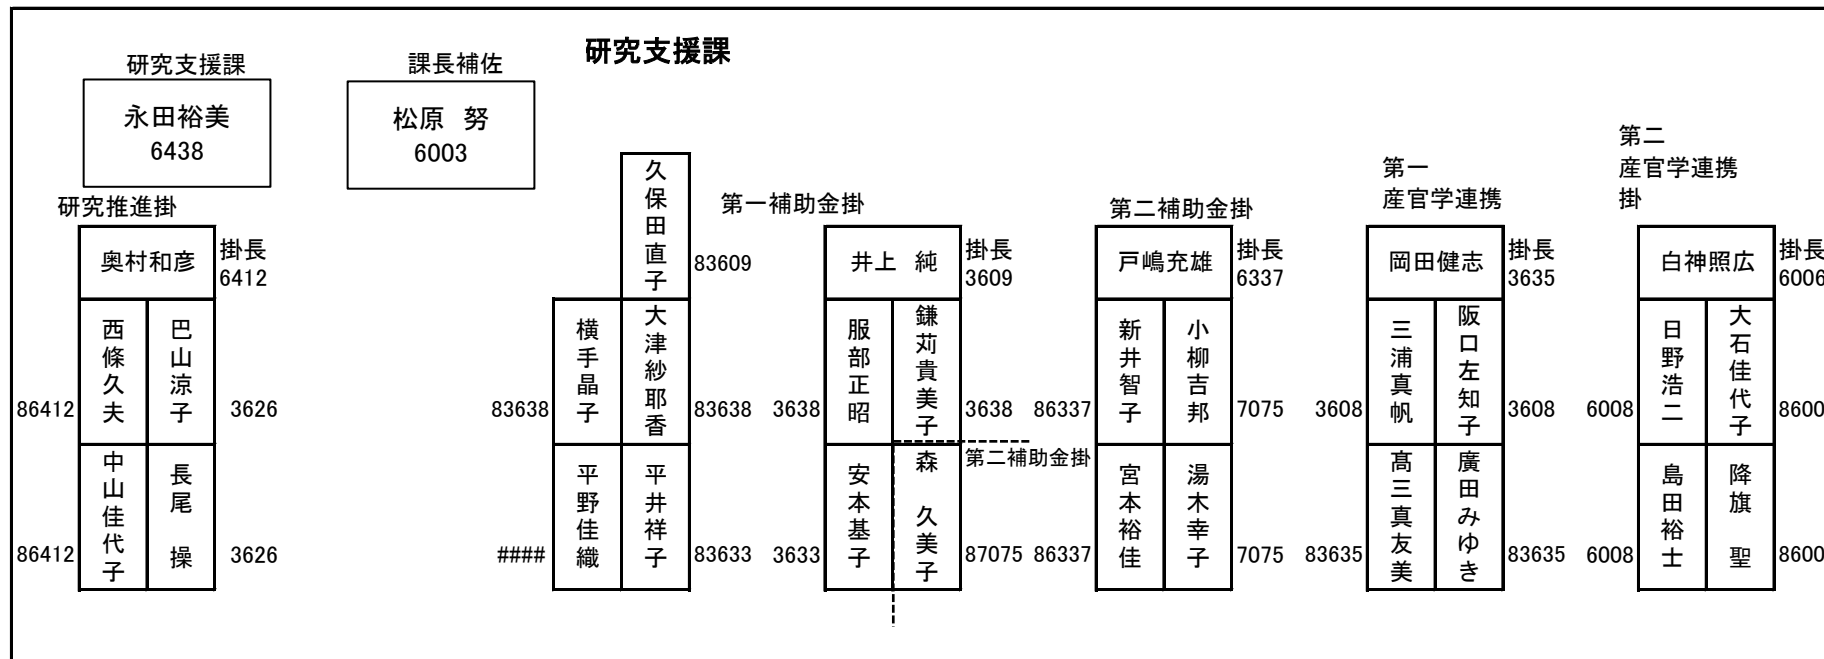 研究支援課
研究支援課
永田裕美
6438
課長補佐
松原 努
6003
研究推進掛
奥村和彦
掛長
6412
西條久夫
86412
巴山涼子
3626
中山佳代子
86412
長尾 操
3626
久保田直子
83609
横手晶子
83638
大津紗耶香
83638
平野佳織
####
平井祥子
83633
第一補助金掛
井上 純
掛長
3609
服部正昭
3638
鎌苅貴美子
3638
安本基子
3633
第二補助金掛
森 久美子
87075
第二補助金掛
戸嶋充雄
掛長
6337
新井智子
86337
小柳吉邦
7075
宮本裕佳
86337
湯木幸子
7075
第一
産官学連携
岡田健志
掛長
3635
三浦真帆
3608
阪口左知子
3608
髙三真友美
83635
廣田みゆき
83635
第二
産官学連携
掛
白神照広
掛長
6006
日野浩二
6008
大石佳代子
8600
島田裕士
6008
降旗 聖
8600